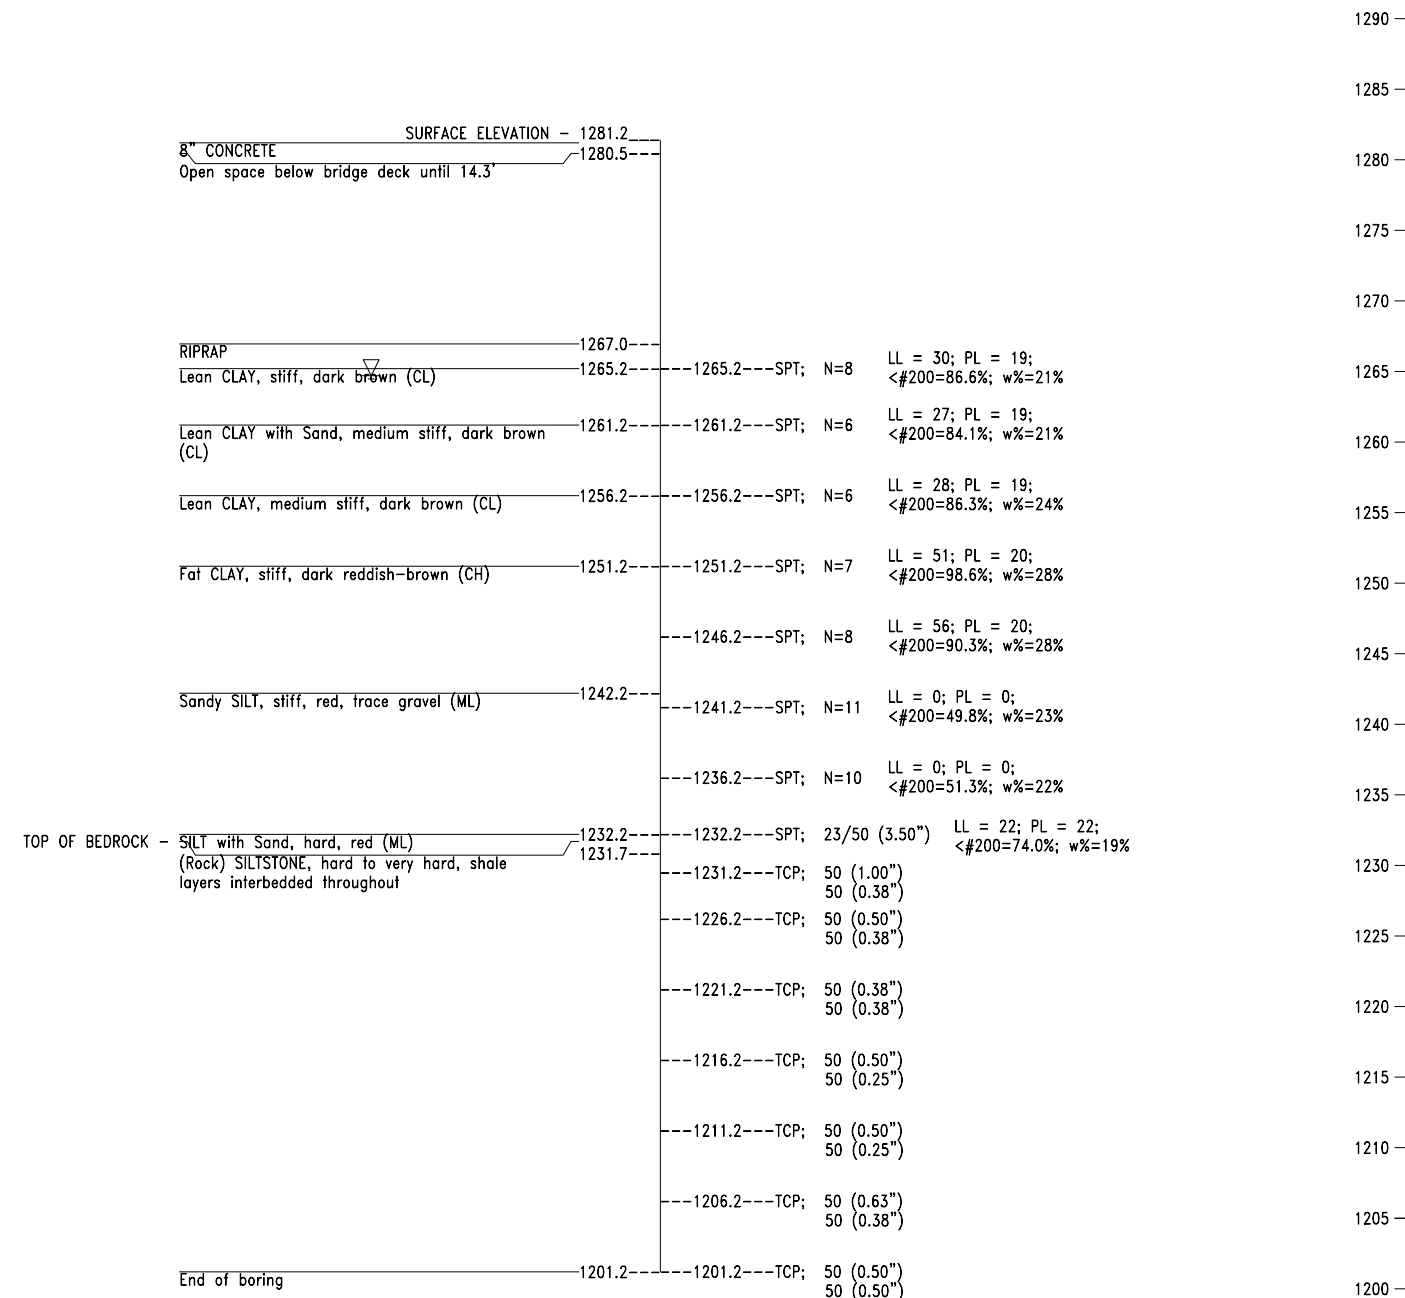 1290
1285
SURFACE ELEVATION - 1281.2
8" CONCRETE
1280.5
1280
Open space below bridge deck until 14.3'
1275
1270
1267.0
RIPRAP
LL = 30; PL = 19;
1265.2 1265.2---SPT; N=8
1265
Lean CLAY, stiff, dark brown (CL)
<#200=86.6%; w%=21%
LL = 27; PL = 19;
1261.2 1261.2---SPT; N=6
Lean CLAY with Sand, medium stiff, dark brown
<#200=84.1%; w%=21%
1260
(CL)
LL = 28; PL = 19;
1256.2 1256.2---SPT; N=6
Lean CLAY, medium stiff, dark brown (CL)
<#200=86.3%; w%=24%
1255
LL = 51; PL = 20;
1251.2 1251.2---SPT; N=7
Fat CLAY, stiff, dark reddish-brown (CH)
<#200=98.6%; w%=28%
1250
LL = 56; PL = 20;
1246.2---SPT; N=8
<#200=90.3%; w%=28%
1245
1242.2
Sandy SILT, stiff, red, trace gravel (ML)
LL = 0; PL = 0;
1241.2---SPT; N=11
<#200=49.8%; w%=23%
1240
LL = 0; PL = 0;
1236.2---SPT; N=10
<#200=51.3%; w%=22%
1235
LL = 22; PL = 22;
1232.2 1232.2---SPT; 23/50 (3.50")
TOP OF BEDROCK - SILT with Sand, hard, red (ML)
<#200=74.0%; w%=19%
1231.7
(Rock) SILTSTONE, hard to very hard, shale
layers interbedded throughout
1230
1231.2---TCP; 50 (1.00")
50 (0.38")
1226.2---TCP; 50 (0.50")
50 (0.38")
1225
1221.2---TCP; 50 (0.38")
50 (0.38")
1220
1216.2---TCP; 50 (0.50")
50 (0.25")
1215
1211.2---TCP; 50 (0.50")
50 (0.25")
1210
1206.2---TCP; 50 (0.63")
50 (0.38")
1205
1201.2 1201.2---TCP; 50 (0.50")
End of boring
50 (0.50")
1200